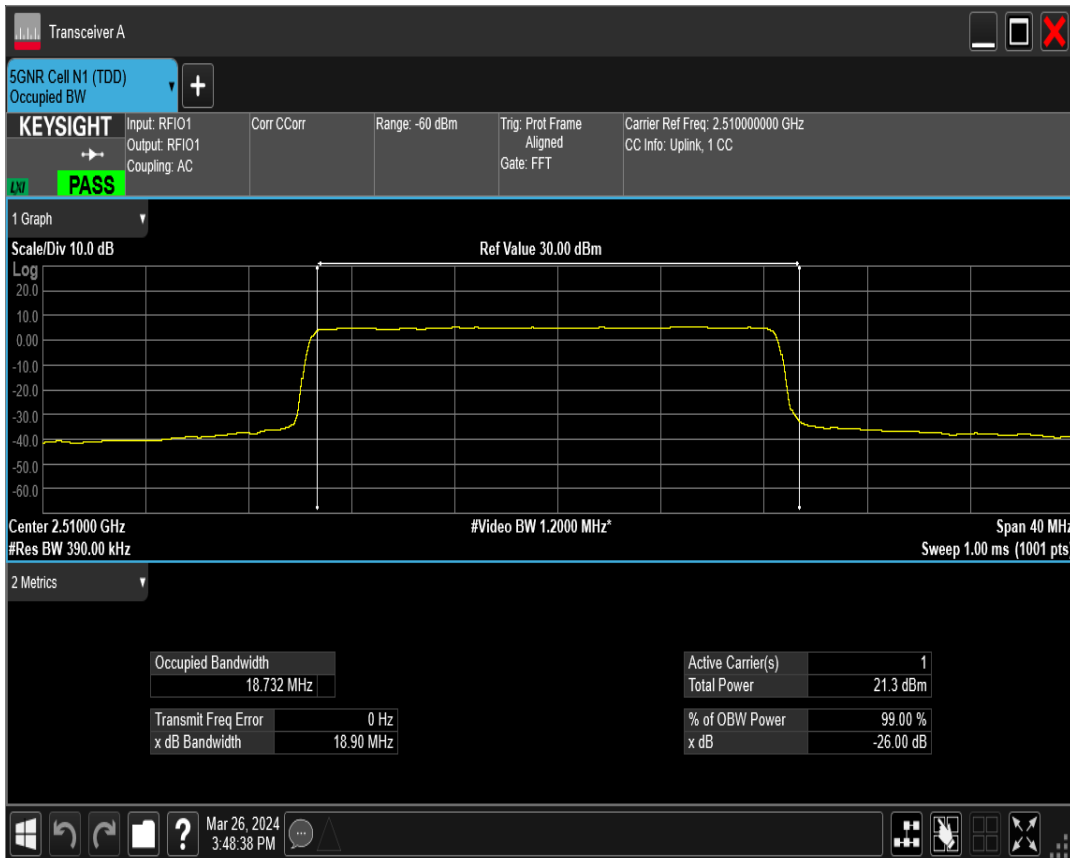 Transceiver A
5GNR Cell N1 (TDD)
Occupied BW
+
KEYSIGHT
LXI
PASS
Input: RFIO1
Output: RFIO1
Coupling: AC
Corr CCorr
Range: -60 dBm
Trig: Prot Frame
Aligned
Gate: FFT
Carrier Ref Freq: 2.510000000 GHz
CC Info: Uplink, 1 CC
1 Graph
Scale/Div 10.0 dB
Ref Value 30.00 dBm
Log
20.0
10.0
0.00
-10.0
-20.0
-30.0
-40.0
-50.0
-60.0
Center 2.51000 GHz
#Video BW 1.2000 MHz*
Span 40 MHz
#Res BW 390.00 kHz
Sweep 1.00 ms (1001 pts)
2 Metrics
Occupied Bandwidth
18.732 MHz
Transmit Freq Error 0 Hz
x dB Bandwidth 18.90 MHz
Active Carrier(s) 1
Total Power 21.3 dBm
% of OBW Power 99.00 %
x dB -26.00 dB
?
Mar 26, 2024
3:48:38 PM